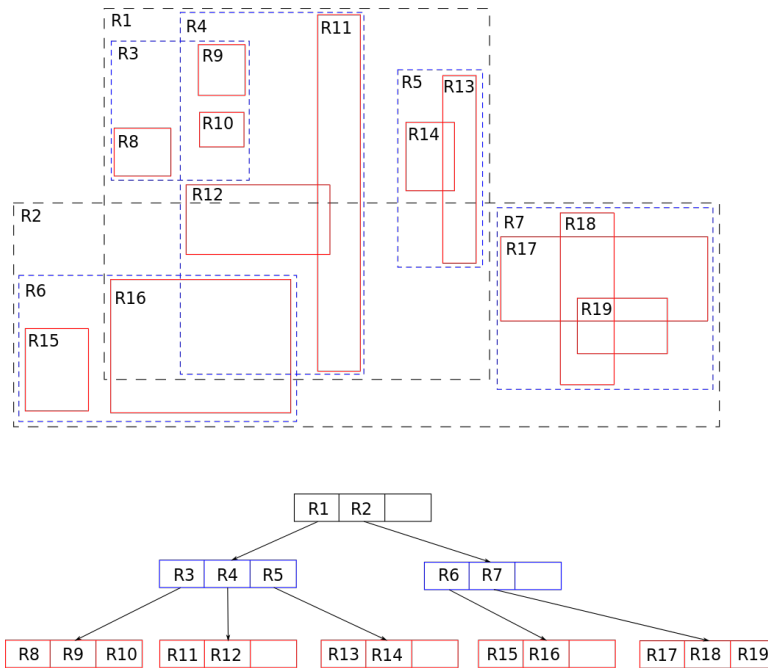 R1
R4
R11
R3
R9
R5
R13
R10
R14
R8
R12
R2
R7
R18
R17
R6
R16
R19
R15
R1 R2
R3 R4 R5
R6 R7
R8 R9 R10
R11 R12
R13 R14
R15 R16
R17 R18 R19